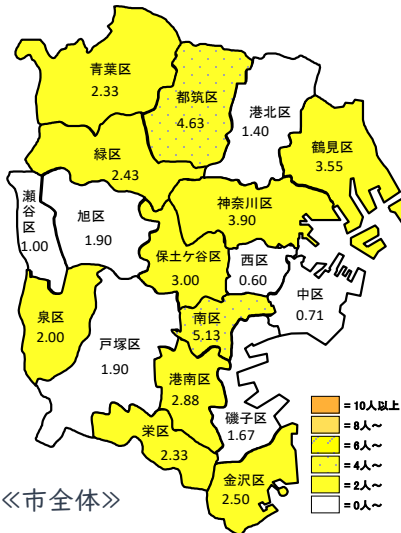 青葉区
2.33
都筑区
4.63
港北区
1.40
鶴見区
3.55
緑区
2.43
神奈川区
3.90
瀬谷区
1.00
旭区
1.90
保土ケ谷区
3.00
西区
0.60
中区
0.71
泉区
2.00
戸塚区
1.90
南区
5.13
港南区
2.88
磯子区
1.67
栄区
2.33
金沢区
2.50
=10人以上
=8人~
=6人~
=4人~
=2人~
=0人~
≪市全体≫